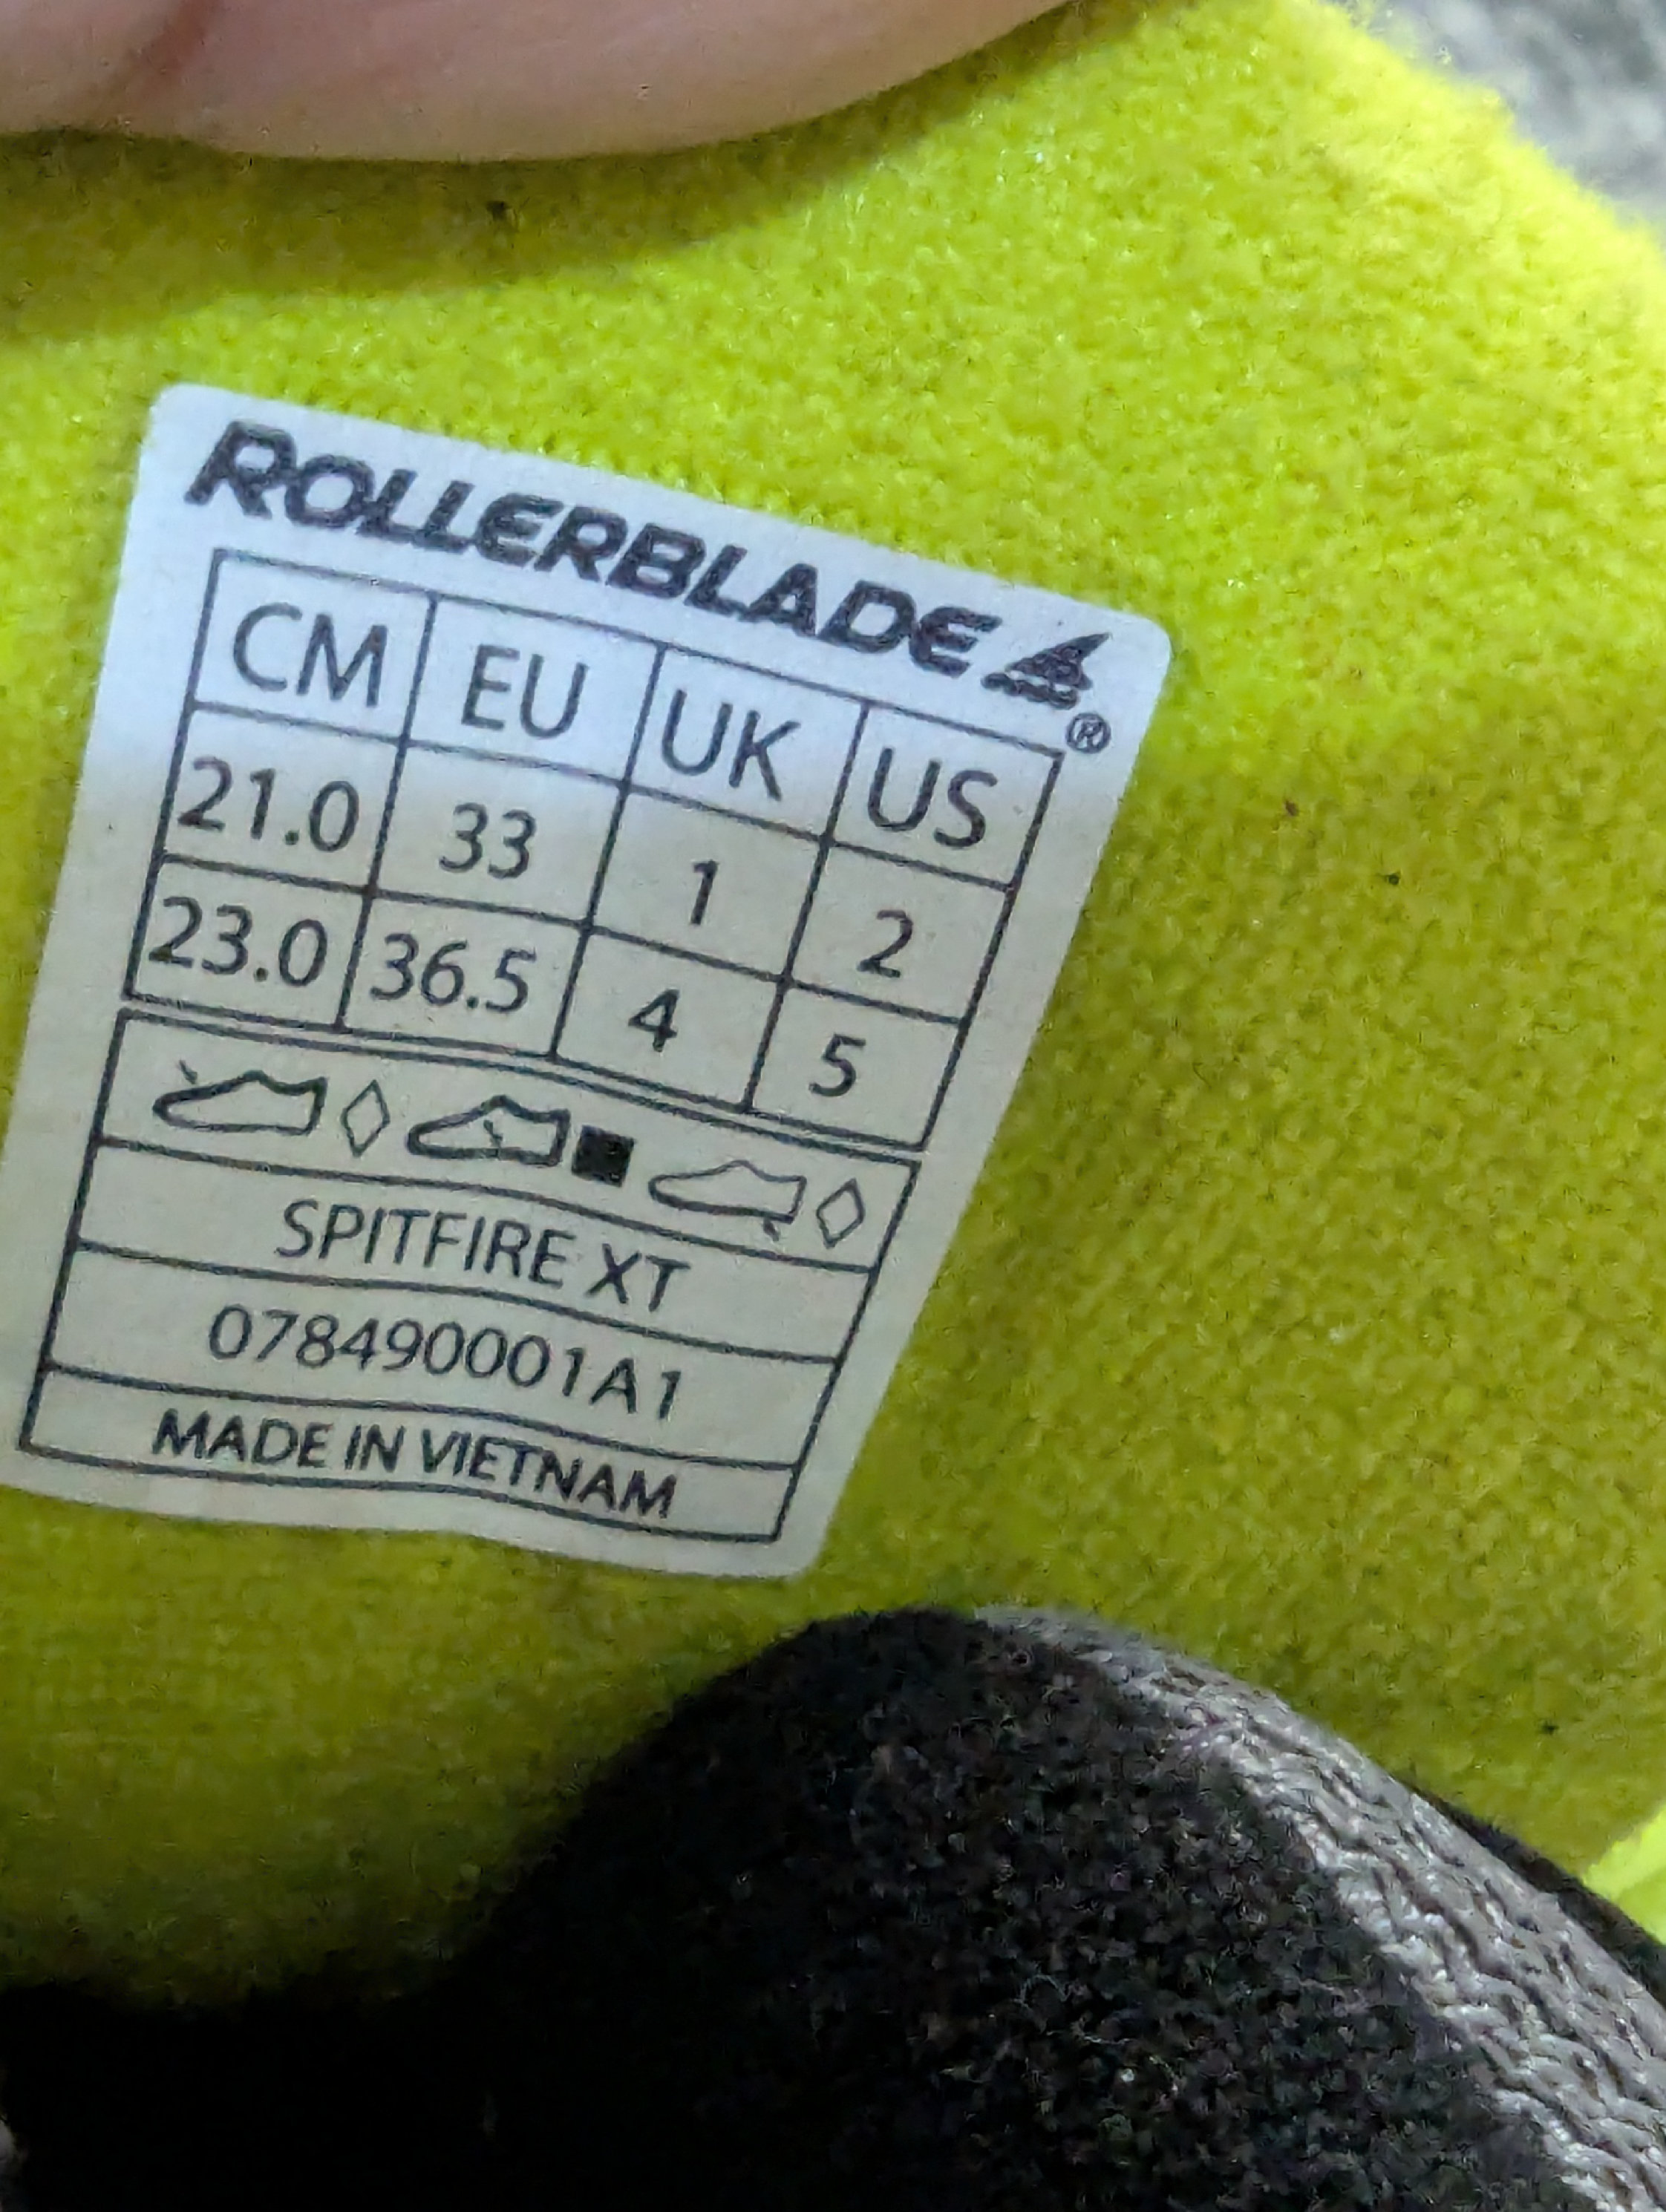 ROLLERBLADE ®
CM EU UK US
21.0 33 1 2
23.0 36.5 4 5
SPITFIRE XT
078490001A1
MADE IN VIETNAM